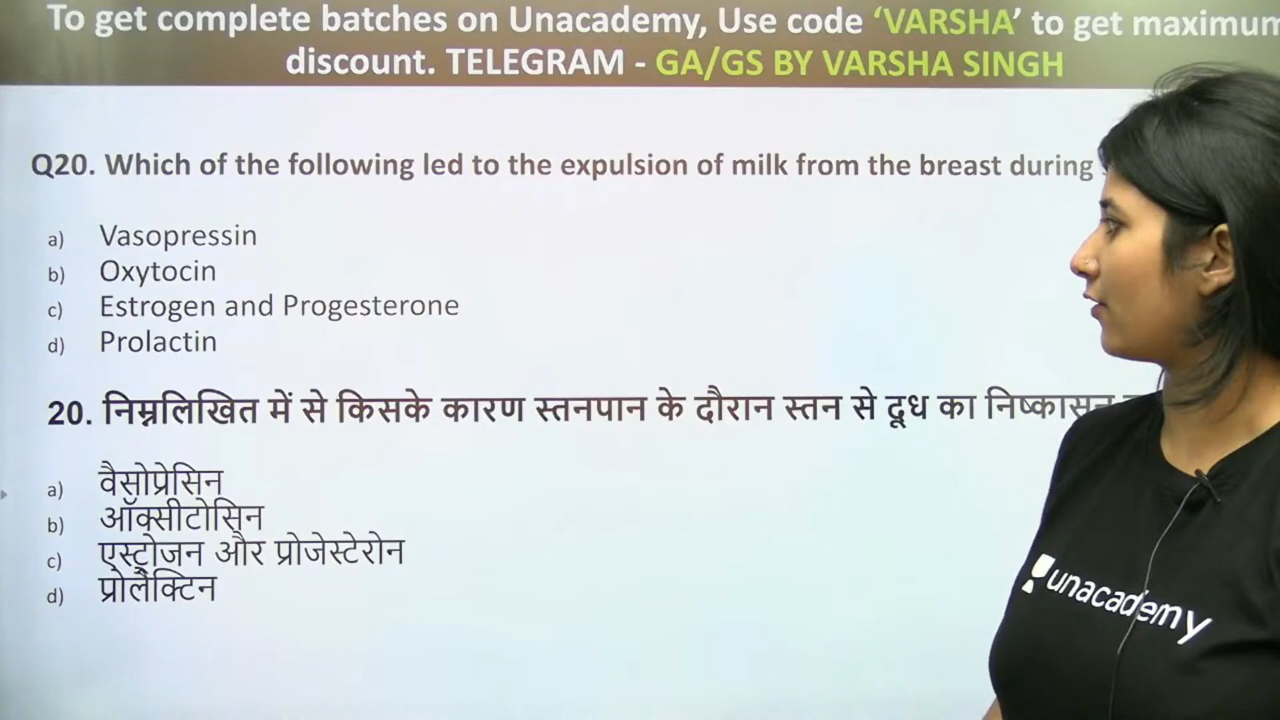 To get complete batches on Unacademy, Use code ‘VARSHA’ to get maximum
discount. TELEGRAM - GA/GS BY VARSHA SINGH
Q20. Which of the following led to the expulsion of milk from the breast during
a) Vasopressin
b) Oxytocin
c) Estrogen and Progesterone
d) Prolactin
20. निम्नलिखित में से किसके कारण स्तनपान के दौरान स्तन से दूध का निष्कासन
a) वैसोप्रेसिन
b) ऑक्सीटोसिन
c) एस्ट्रोजन और प्रोजेस्टेरोन
d) प्रोलैक्टिन
unacademy